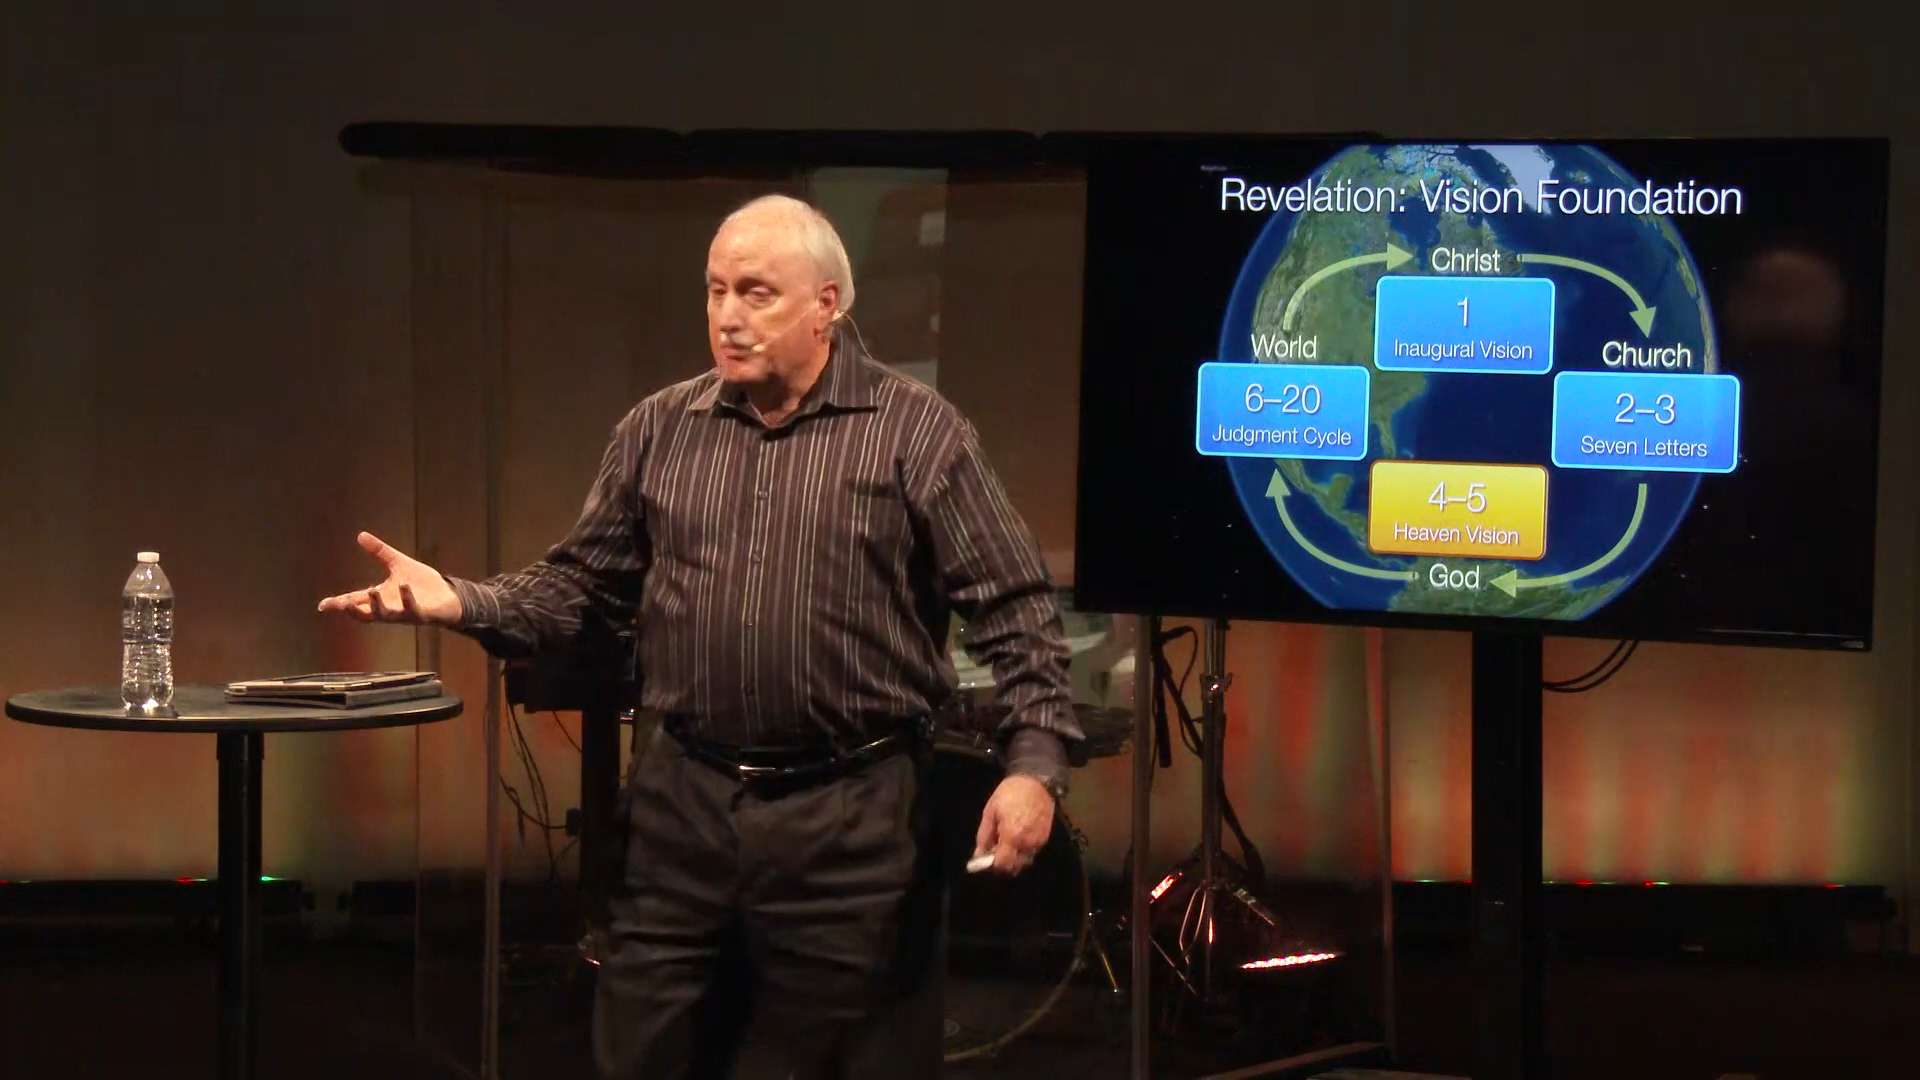 Revelation: Vision Foundation
Christ
1
Inaugural Vision
World
6–20
Judgment Cycle
Church
2–3
Seven Letters
4–5
Heaven Vision
God